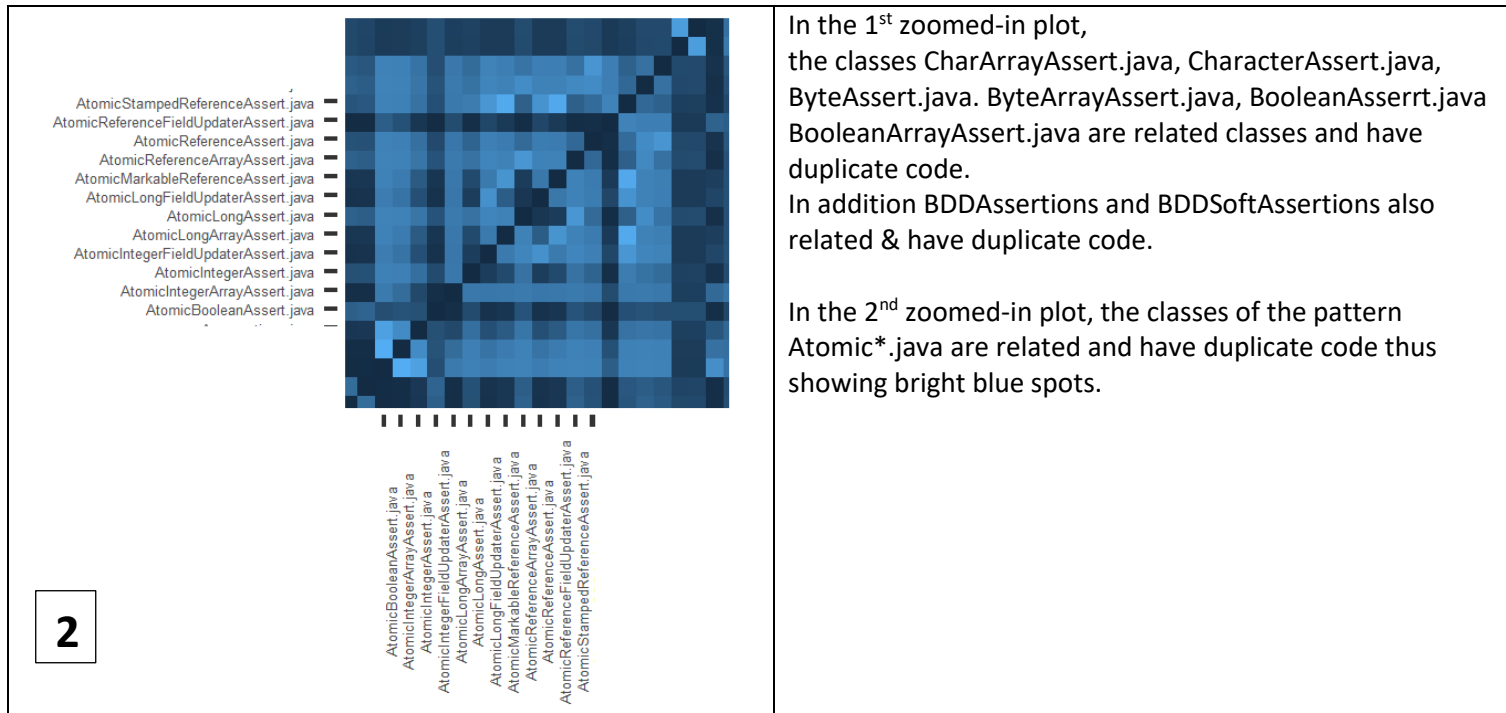 AtomicStampedReferenceAssert.java
AtomicReferenceFieldUpdaterAssert.java
AtomicReferenceAssert.java
AtomicReferenceArrayAssert.java
AtomicMarkableReferenceAssert.java
AtomicLongFieldUpdaterAssert.java
AtomicLongAssert.java
AtomicLongArrayAssert.java
AtomicIntegerFieldUpdaterAssert.java
AtomicIntegerAssert.java
AtomicIntegerArrayAssert.java
AtomicBooleanAssert.java
AtomicBooleanAssert.java
AtomicIntegerArrayAssert.java
AtomicIntegerAssert.java
AtomicIntegerFieldUpdaterAssert.java
AtomicLongArrayAssert.java
AtomicLongAssert.java
AtomicLongFieldUpdaterAssert.java
AtomicMarkableReferenceAssert.java
AtomicReferenceArrayAssert.java
AtomicReferenceAssert.java
AtomicReferenceFieldUpdaterAssert.java
AtomicStampedReferenceAssert.java
2
In the 1st zoomed-in plot,
the classes CharArrayAssert.java, CharacterAssert.java,
ByteAssert.java. ByteArrayAssert.java, BooleanAsserrt.java
BooleanArrayAssert.java are related classes and have
duplicate code.
In addition BDDAssertions and BDDSoftAssertions also
related & have duplicate code.
In the 2nd zoomed-in plot, the classes of the pattern
Atomic*.java are related and have duplicate code thus
showing bright blue spots.